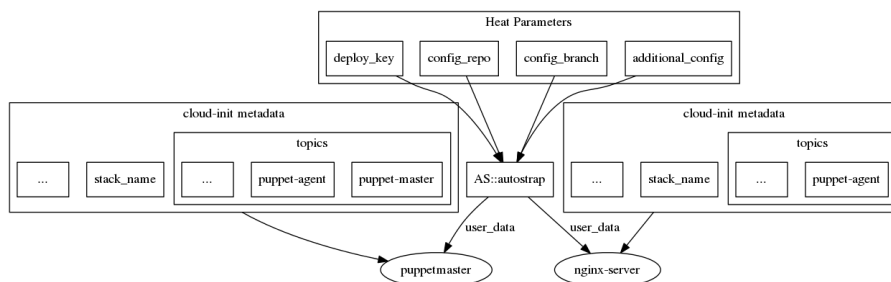 Heat Parameters
deploy_key config_repo config_branch additional_config
cloud-init metadata
topics
... stack_name ... puppet-agent puppet-master
AS::autostrap
cloud-init metadata
topics
... stack_name ... puppet-agent
user_data user_data
puppetmaster nginx-server